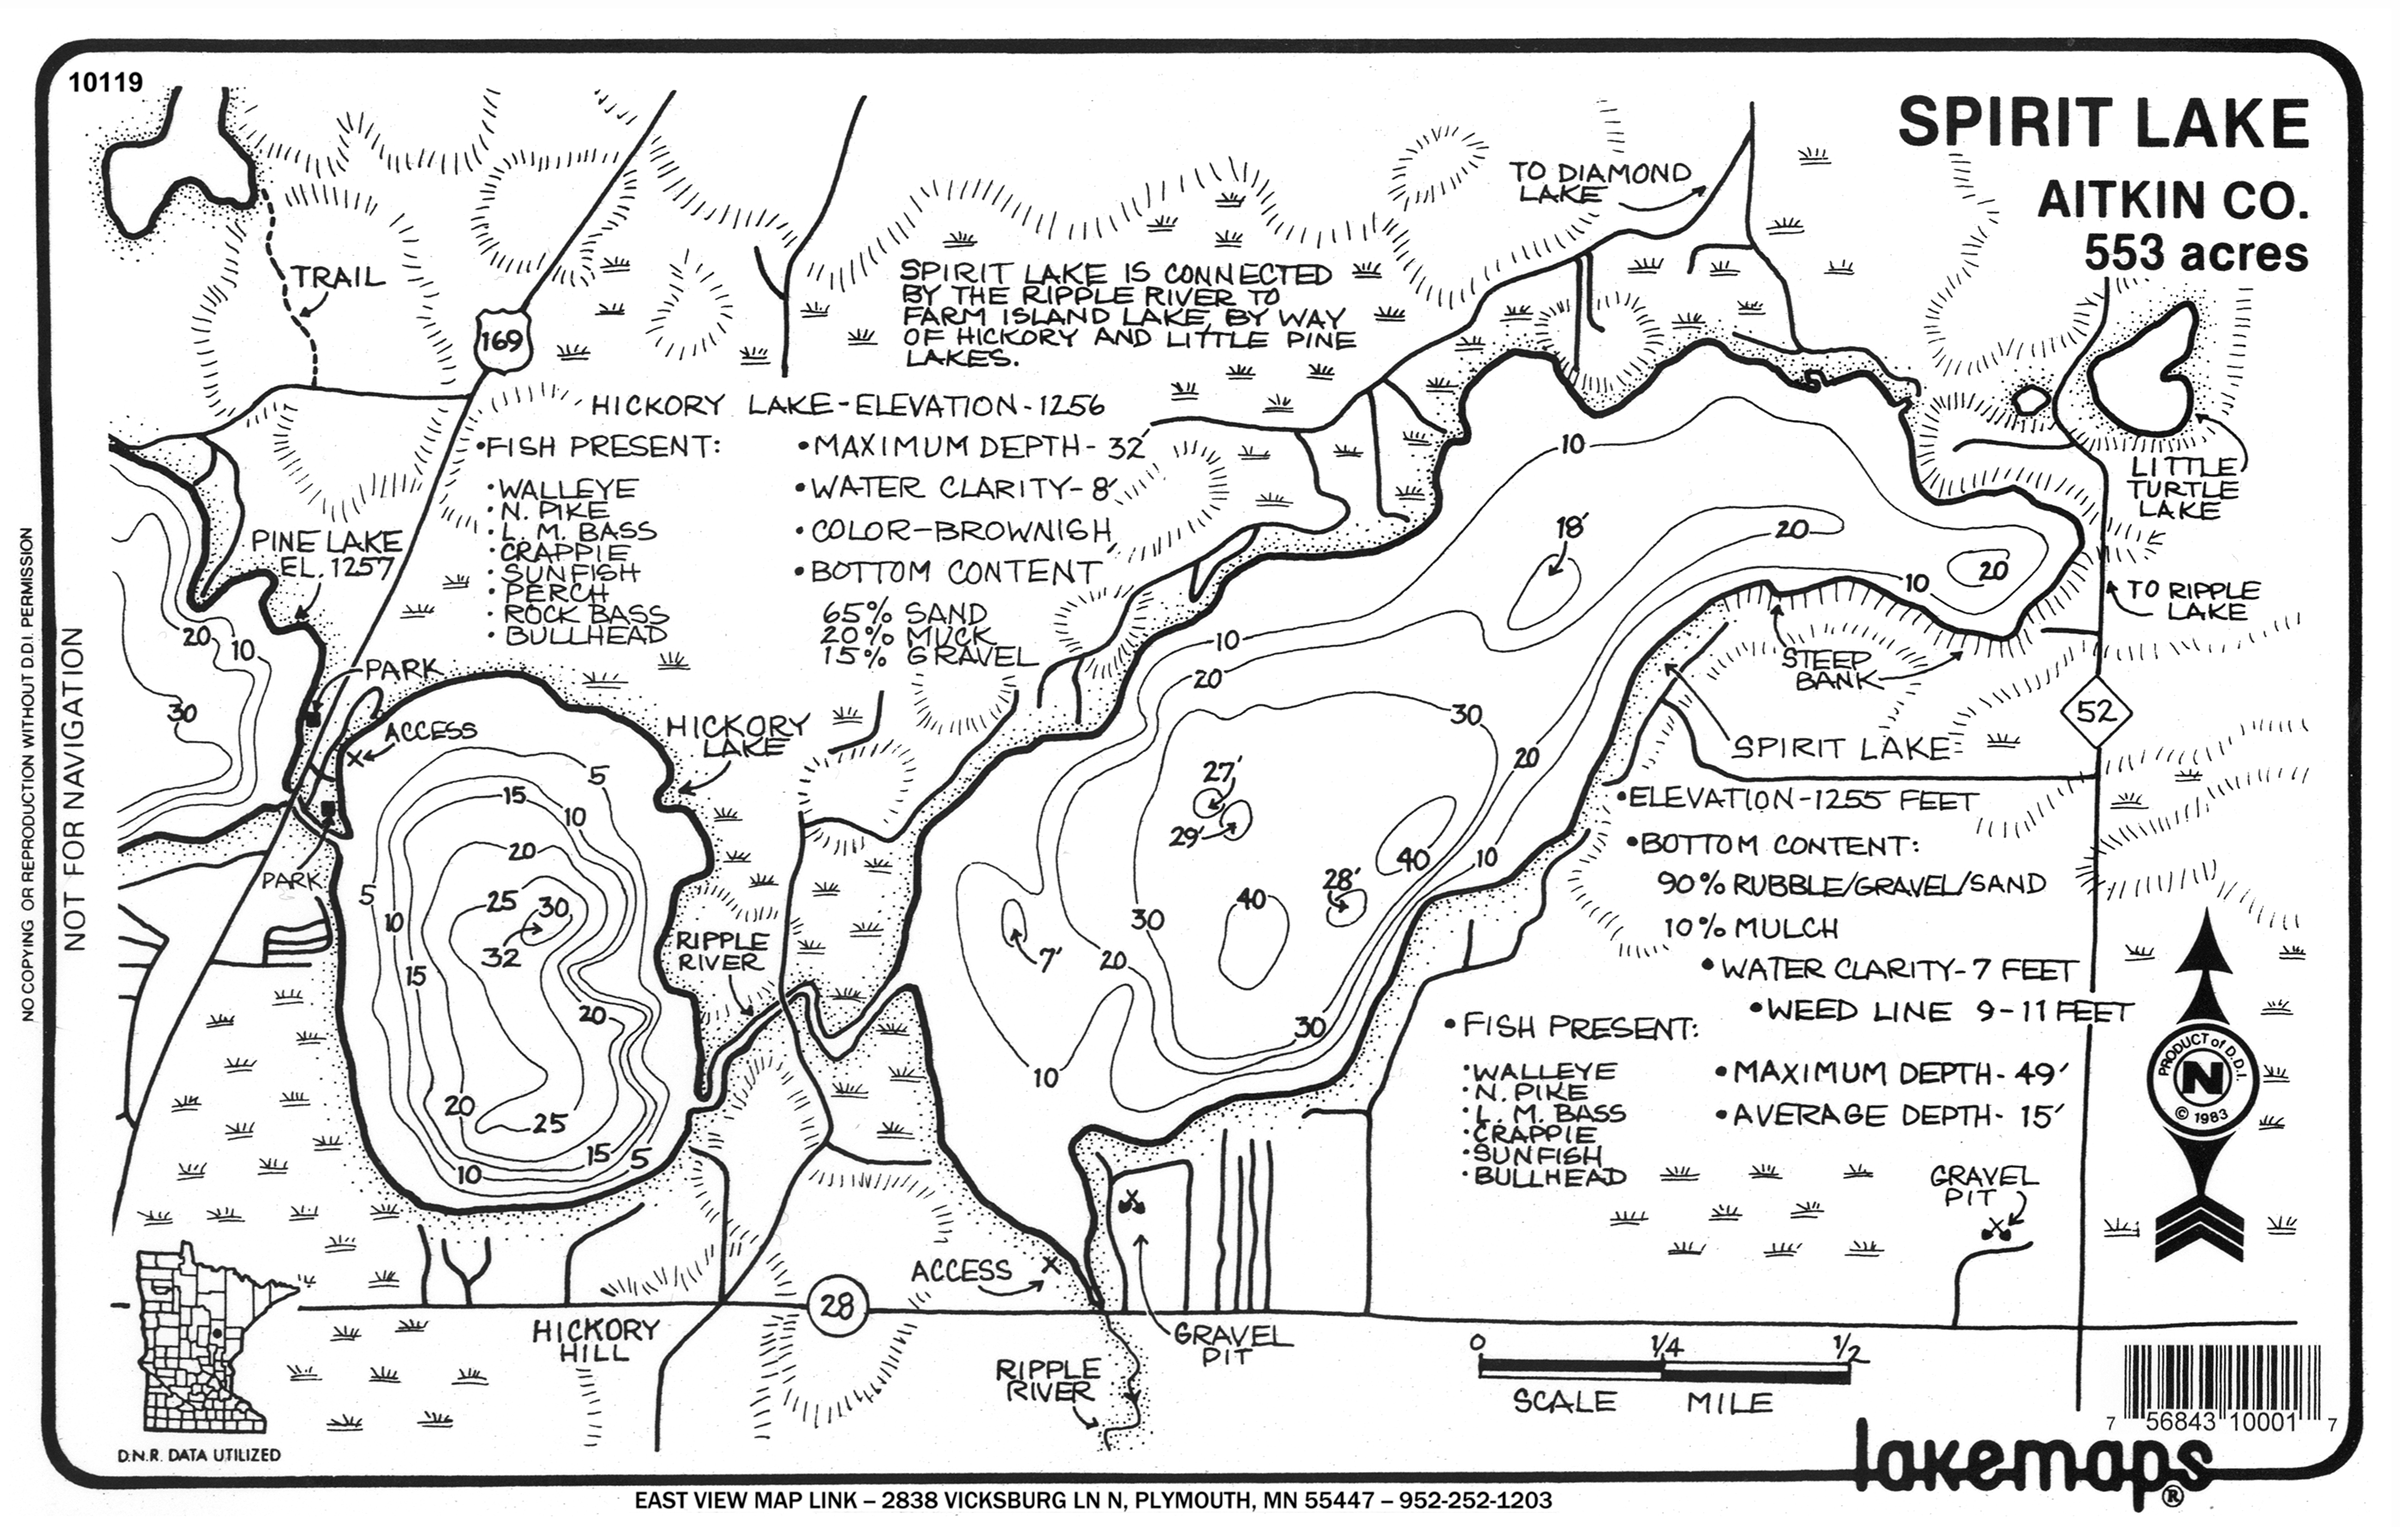 10119
SPIRIT LAKE
AITKIN CO.
553 acres
TO DIAMOND
LAKE
TRAIL
169
SPIRIT LAKE IS CONNECTED
BY THE RIPPLE RIVER TO
FARM ISLAND LAKE, BY WAY
OF HICKORY AND LITTLE PINE
LAKES.
HICKORY LAKE-ELEVATION-1256
•FISH PRESENT:
•WALLEYE
•N. PIKE
•L. M. BASS
•CRAPPIE
•SUNFISH
•PERCH
•ROCK BASS
•BULLHEAD
•MAXIMUM DEPTH-32'
•WATER CLARITY-8'
•COLOR-BROWNISH
•BOTTOM CONTENT
65% SAND
20% MUCK
15% GRAVEL
PINE LAKE
EL. 1257
20
10
30
PARK
ACCESS
HICKORY
LAKE
5
15
10
20
5
25
30
10
32
15
20
20
25
15
5
10
PARK
RIPPLE
RIVER
10
18'
20
10
20
10
20
30
20
27'
29'
10
40
28'
40
30
7'
20
30
10
LITTLE
TURTLE
LAKE
TO RIPPLE
LAKE
STEEP
BANK
52
SPIRIT LAKE
•ELEVATION-1255 FEET
•BOTTOM CONTENT:
90% RUBBLE/GRAVEL/SAND
10% MULCH
•WATER CLARITY-7 FEET
•WEED LINE 9-11 FEET
•FISH PRESENT:
•WALLEYE
•N. PIKE
•L. M. BASS
•CRAPPIE
•SUNFISH
•BULLHEAD
•MAXIMUM DEPTH-49'
•AVERAGE DEPTH-15'
GRAVEL
PIT
PRODUCT of D.D.I.
N
© 1983
ACCESS
28
HICKORY
HILL
GRAVEL
PIT
RIPPLE
RIVER
0 1/4 1/2
SCALE MILE
D.N.R. DATA UTILIZED
7 56843 10001 7
lakemaps®
EAST VIEW MAP LINK – 2838 VICKSBURG LN N, PLYMOUTH, MN 55447 – 952-252-1203
NO COPYING OR REPRODUCTION WITHOUT D.D.I. PERMISSION
NOT FOR NAVIGATION